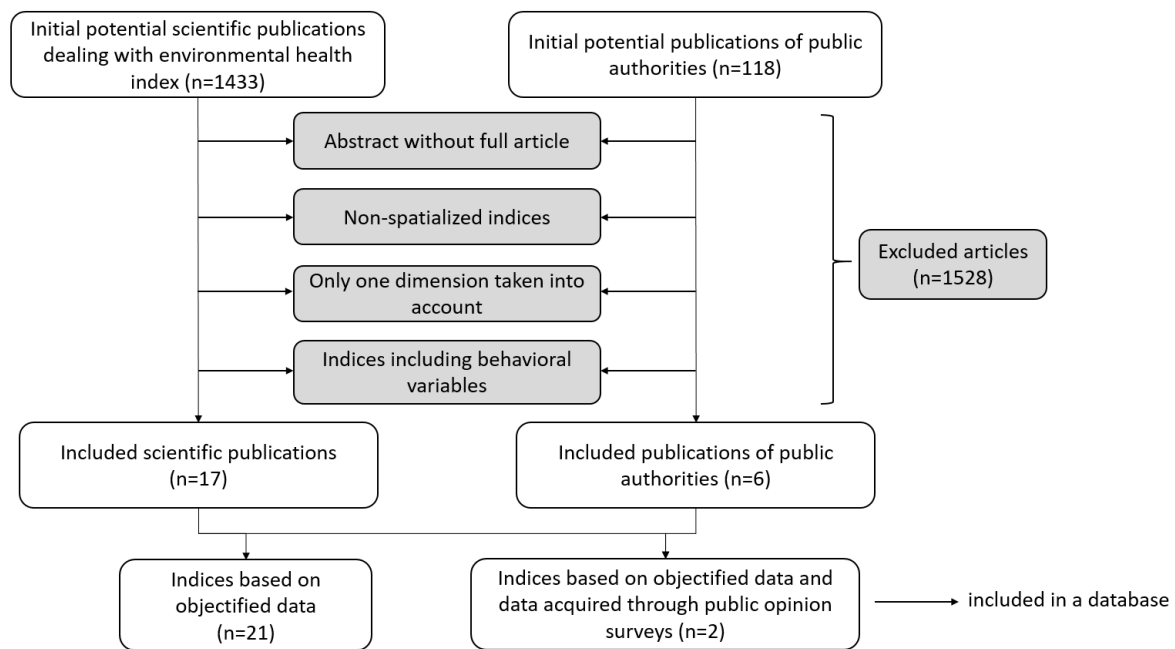 Initial potential scientific publications
dealing with environmental health
index (n=1433)
Initial potential publications of public
authorities (n=118)
Abstract without full article
Non-spatialized indices
Only one dimension taken into
account
Indices including behavioral
variables
Excluded articles
(n=1528)
Included scientific publications
(n=17)
Included publications of public
authorities (n=6)
Indices based on
objectified data
(n=21)
Indices based on objectified data and
data acquired through public opinion
surveys (n=2)
included in a database